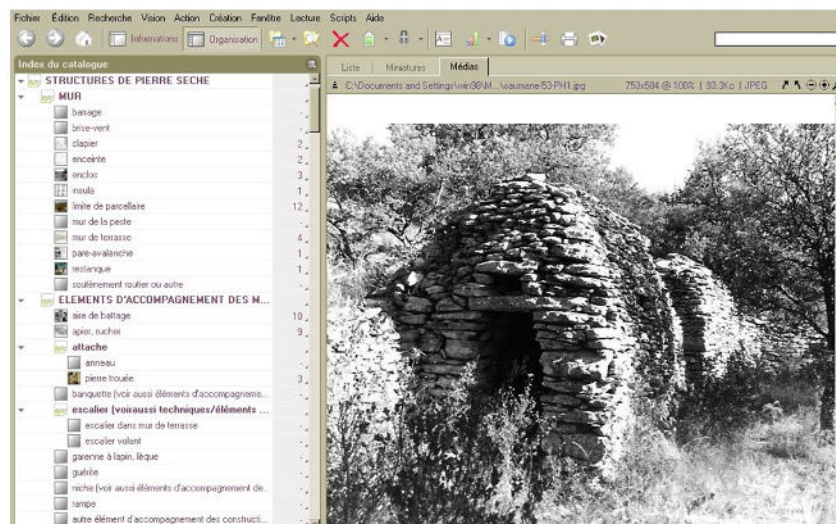 Fichier Édition Recherche Vision Action Création Fenêtre Lecture Scripts Aide
Informations Organisation
Index du catalogue
Liste Miniatures Médias
C:\Documents and Settings\win98\M...\saumane-53-PH1.jpg 753x504 @ 100% | 93.3Ko | JPEG
STRUCTURES DE PIERRE SECHE
MUR
barrage
brise-vent
clapier 2
enceinte 2
enclos 3
insula 1
limite de parcellaire 12
mur de la peste
mur de terrasse 4
pare-avalanche 1
restanque 1
soutènement routier ou autre
ELEMENTS D'ACCOMPAGNEMENT DES M...
aire de battage 10
apier, rucher 9
attache
anneau
pierre trouée 3
banquette (voir aussi éléments d'accompagneme...
escalier (voiraussi techniques/éléments ...
escalier dans mur de terrasse
escalier volant
garenne à lapin, lèque
guérite
niche (voir aussi éléments d'accompagnement de...
rampe
autre élément d'accompagnement des constructi...